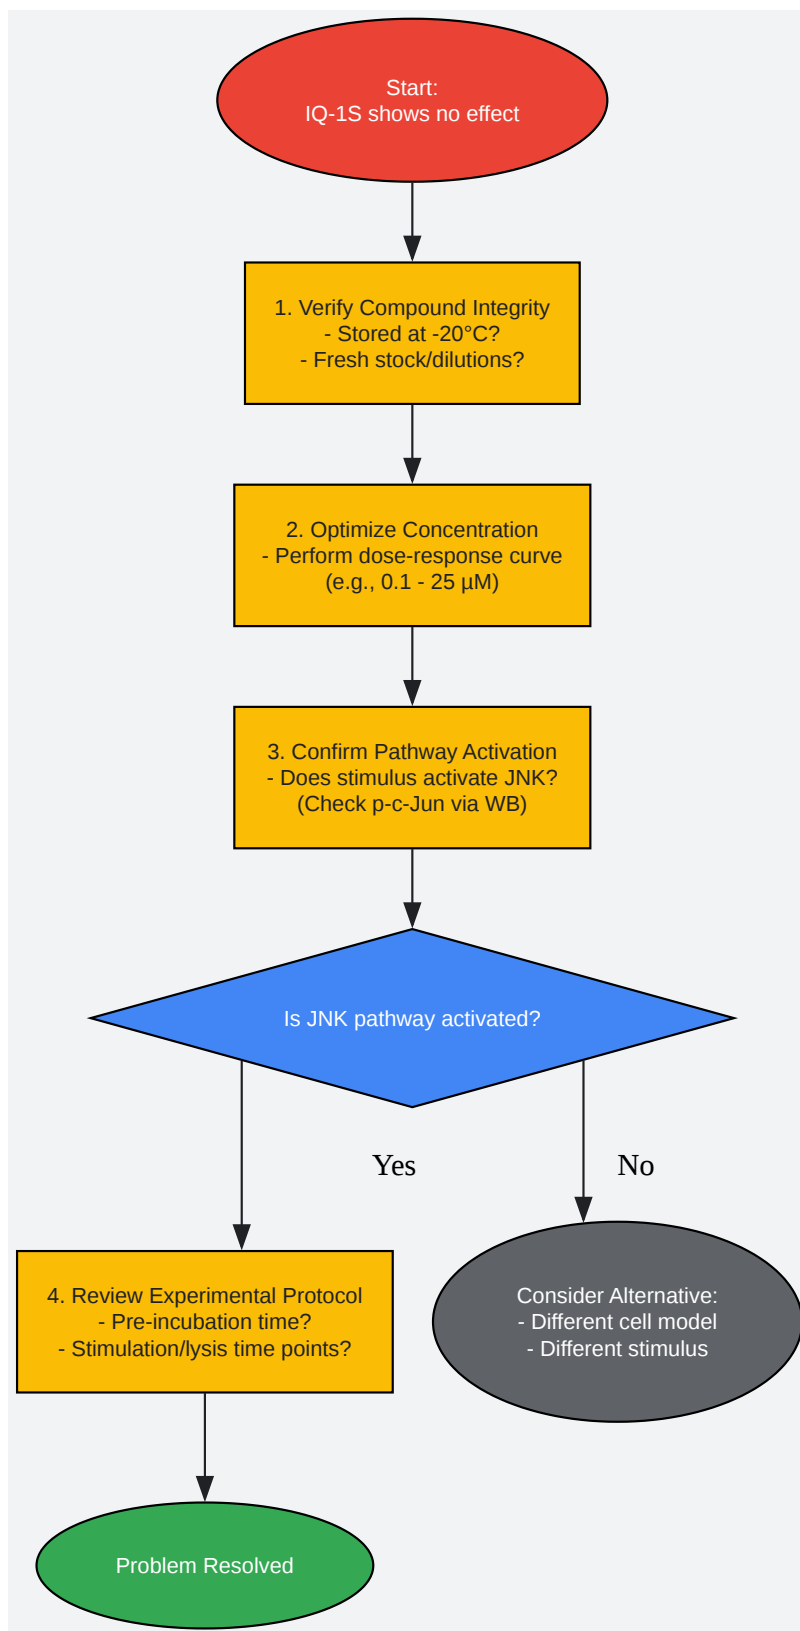 Start:
IQ-1S shows no effect
1. Verify Compound Integrity
- Stored at -20°C?
- Fresh stock/dilutions?
2. Optimize Concentration
- Perform dose-response curve
(e.g., 0.1 - 25 µM)
3. Confirm Pathway Activation
- Does stimulus activate JNK?
(Check p-c-Jun via WB)
Is JNK pathway activated?
Yes
No
4. Review Experimental Protocol
- Pre-incubation time?
- Stimulation/lysis time points?
Consider Alternative:
- Different cell model
- Different stimulus
Problem Resolved